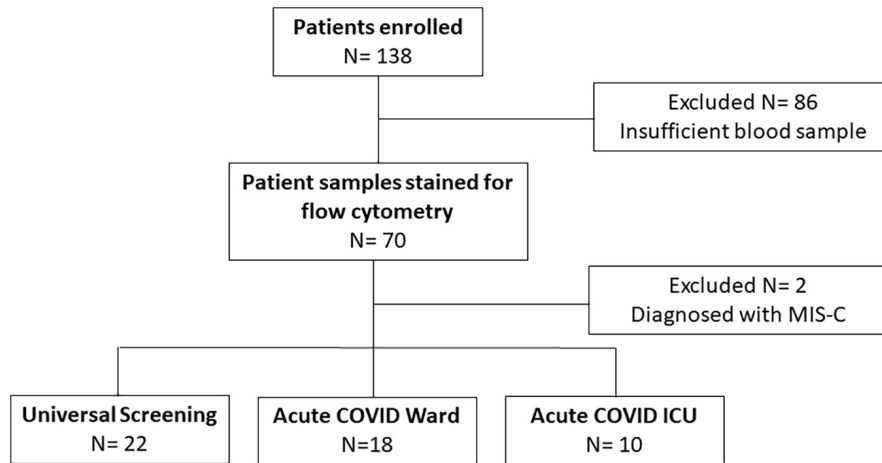 Patients enrolled
N= 138
Excluded N= 86
Insufficient blood sample
Patient samples stained for
flow cytometry
N= 70
Excluded N= 2
Diagnosed with MIS-C
Universal Screening
N= 22
Acute COVID Ward
N=18
Acute COVID ICU
N= 10